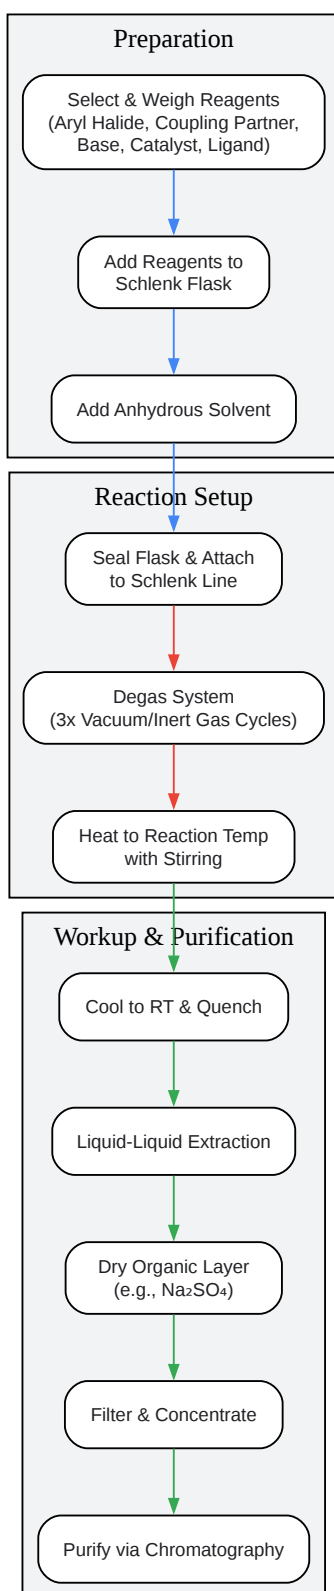 Preparation
Select & Weigh Reagents
(Aryl Halide, Coupling Partner,
Base, Catalyst, Ligand)
Add Reagents to
Schlenk Flask
Add Anhydrous Solvent
Reaction Setup
Seal Flask & Attach
to Schlenk Line
Degas System
(3x Vacuum/Inert Gas Cycles)
Heat to Reaction Temp
with Stirring
Workup & Purification
Cool to RT & Quench
Liquid-Liquid Extraction
Dry Organic Layer
(e.g., Na₂SO₄)
Filter & Concentrate
Purify via Chromatography